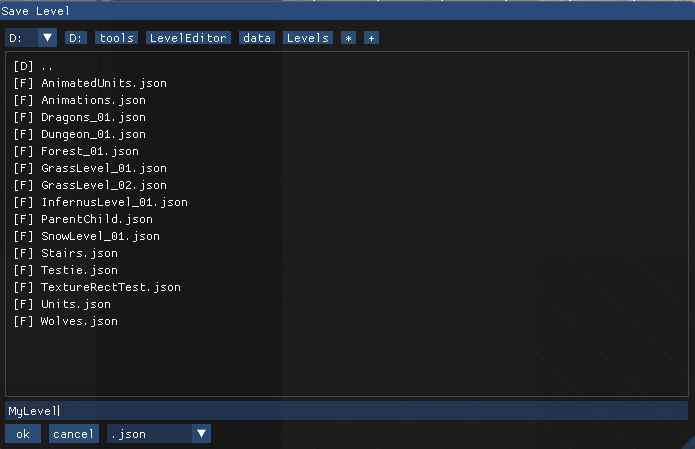 Save Level
D: D: tools LevelEditor data Levels * +
[D] ..
[F] AnimatedUnits.json
[F] Animations.json
[F] Dragons_01.json
[F] Dungeon_01.json
[F] Forest_01.json
[F] GrassLevel_01.json
[F] GrassLevel_02.json
[F] InfernusLevel_01.json
[F] ParentChild.json
[F] SnowLevel_01.json
[F] Stairs.json
[F] Testie.json
[F] TextureRectTest.json
[F] Units.json
[F] Wolves.json
MyLevel
ok cancel .json